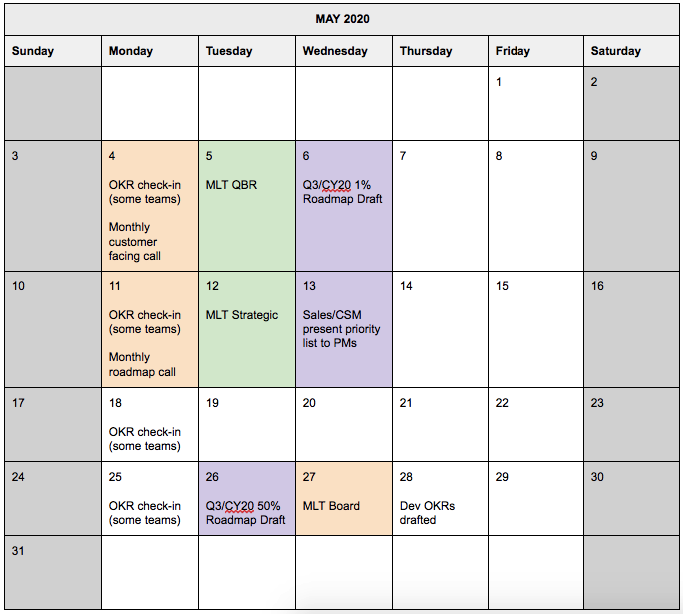 MAY 2020
Sunday Monday Tuesday Wednesday Thursday Friday Saturday
1 2
3 4 5 6 7 8 9
OKR check-in MLT QBR Q3/CY20 1%
(some teams) Roadmap Draft
Monthly
customer
facing call
10 11 12 13 14 15 16
OKR check-in MLT Strategic Sales/CSM
(some teams) present priority
list to PMs
Monthly
roadmap call
17 18 19 20 21 22 23
OKR check-in
(some teams)
24 25 26 27 28 29 30
OKR check-in Q3/CY20 50% MLT Board Dev OKRs
(some teams) Roadmap Draft drafted
31